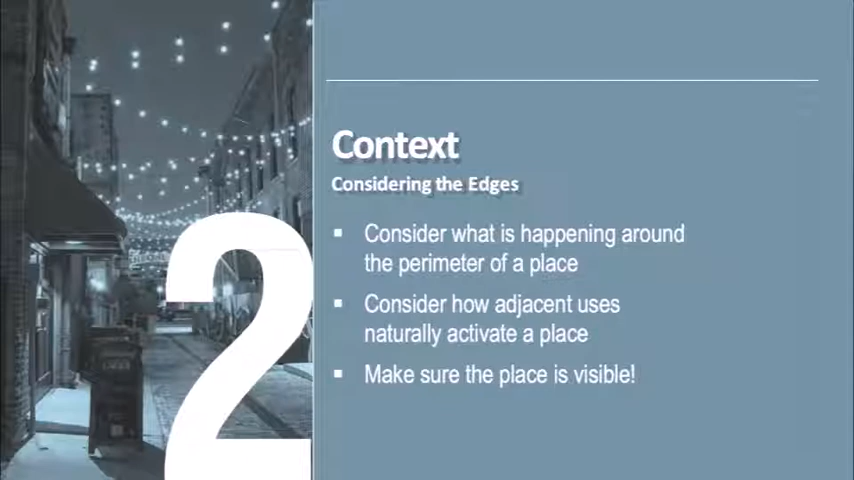 2
Context
Considering the Edges
▪ Consider what is happening around
the perimeter of a place
▪ Consider how adjacent uses
naturally activate a place
▪ Make sure the place is visible!